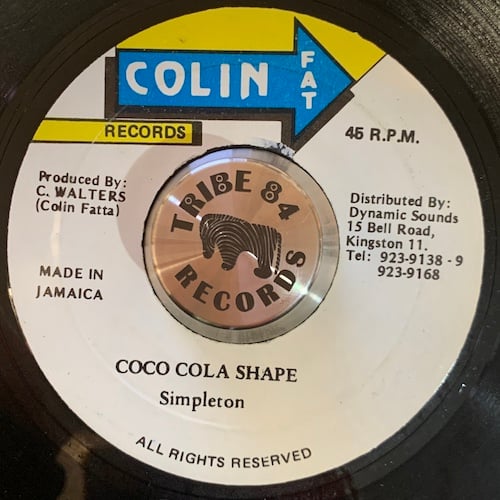 COLIN
FAT
RECORDS
45 R.P.M.
Produced By:
C. WALTERS
(Colin Fatta)
MADE IN
JAMAICA
TRIBE 84
RECORDS
Distributed By:
Dynamic Sounds
15 Bell Road,
Kingston 11.
Tel: 923-9138 - 9
923-9168
COCO COLA SHAPE
Simpleton
ALL RIGHTS RESERVED